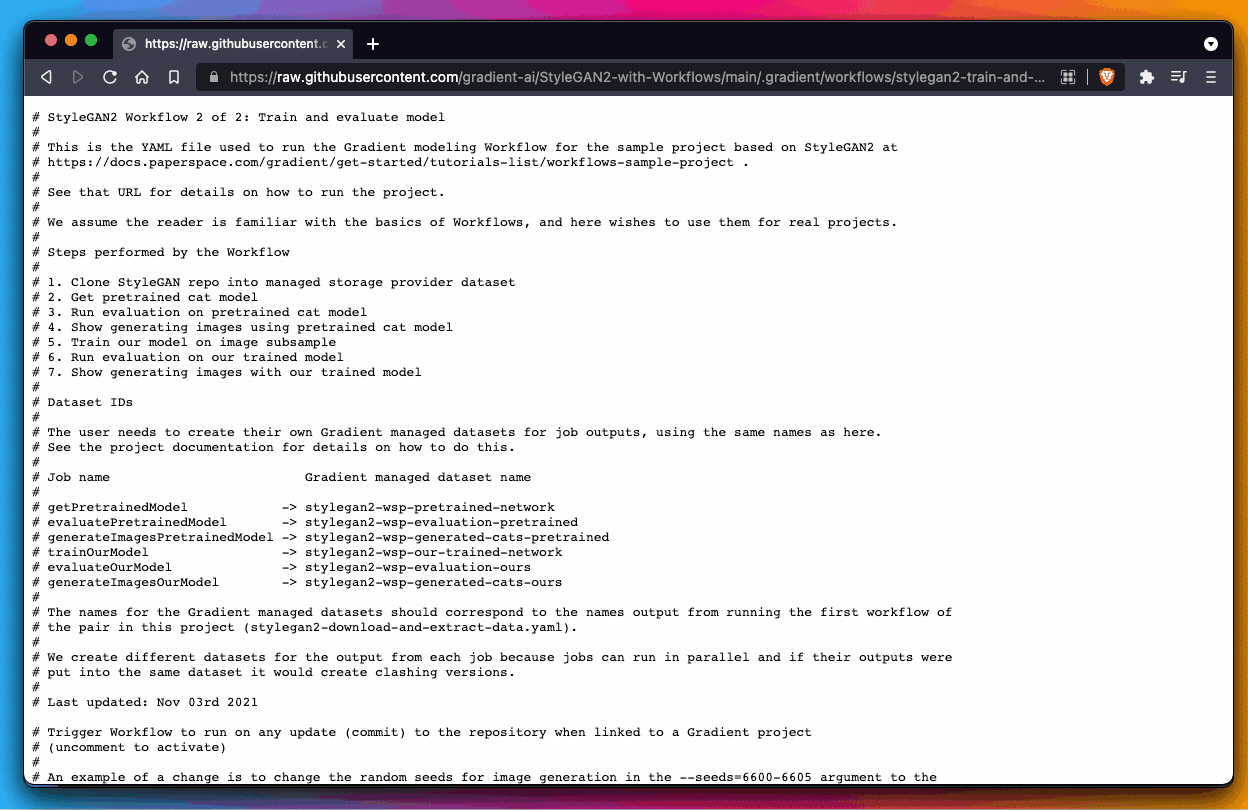 https://raw.githubusercontent.c
https://raw.githubusercontent.com/gradient-ai/StyleGAN2-with-Workflows/main/.gradient/workflows/stylegan2-train-and-...
# StyleGAN2 Workflow 2 of 2: Train and evaluate model
#
# This is the YAML file used to run the Gradient modeling Workflow for the sample project based on StyleGAN2 at
# https://docs.paperspace.com/gradient/get-started/tutorials-list/workflows-sample-project .
#
# See that URL for details on how to run the project.
#
# We assume the reader is familiar with the basics of Workflows, and here wishes to use them for real projects.
#
# Steps performed by the Workflow
#
# 1. Clone StyleGAN repo into managed storage provider dataset
# 2. Get pretrained cat model
# 3. Run evaluation on pretrained cat model
# 4. Show generating images using pretrained cat model
# 5. Train our model on image subsample
# 6. Run evaluation on our trained model
# 7. Show generating images with our trained model
#
# Dataset IDs
#
# The user needs to create their own Gradient managed datasets for job outputs, using the same names as here.
# See the project documentation for details on how to do this.
#
# Job name                         Gradient managed dataset name
#
# getPretrainedModel            -> stylegan2-wsp-pretrained-network
# evaluatePretrainedModel       -> stylegan2-wsp-evaluation-pretrained
# generateImagesPretrainedModel -> stylegan2-wsp-generated-cats-pretrained
# trainOurModel                 -> stylegan2-wsp-our-trained-network
# evaluateOurModel              -> stylegan2-wsp-evaluation-ours
# generateImagesOurModel        -> stylegan2-wsp-generated-cats-ours
#
# The names for the Gradient managed datasets should correspond to the names output from running the first workflow of
# the pair in this project (stylegan2-download-and-extract-data.yaml).
#
# We create different datasets for the output from each job because jobs can run in parallel and if their outputs were
# put into the same dataset it would create clashing versions.
#
# Last updated: Nov 03rd 2021

# Trigger Workflow to run on any update (commit) to the repository when linked to a Gradient project
# (uncomment to activate)
#
# An example of a change is to change the random seeds for image generation in the --seeds=6600-6605 argument to the